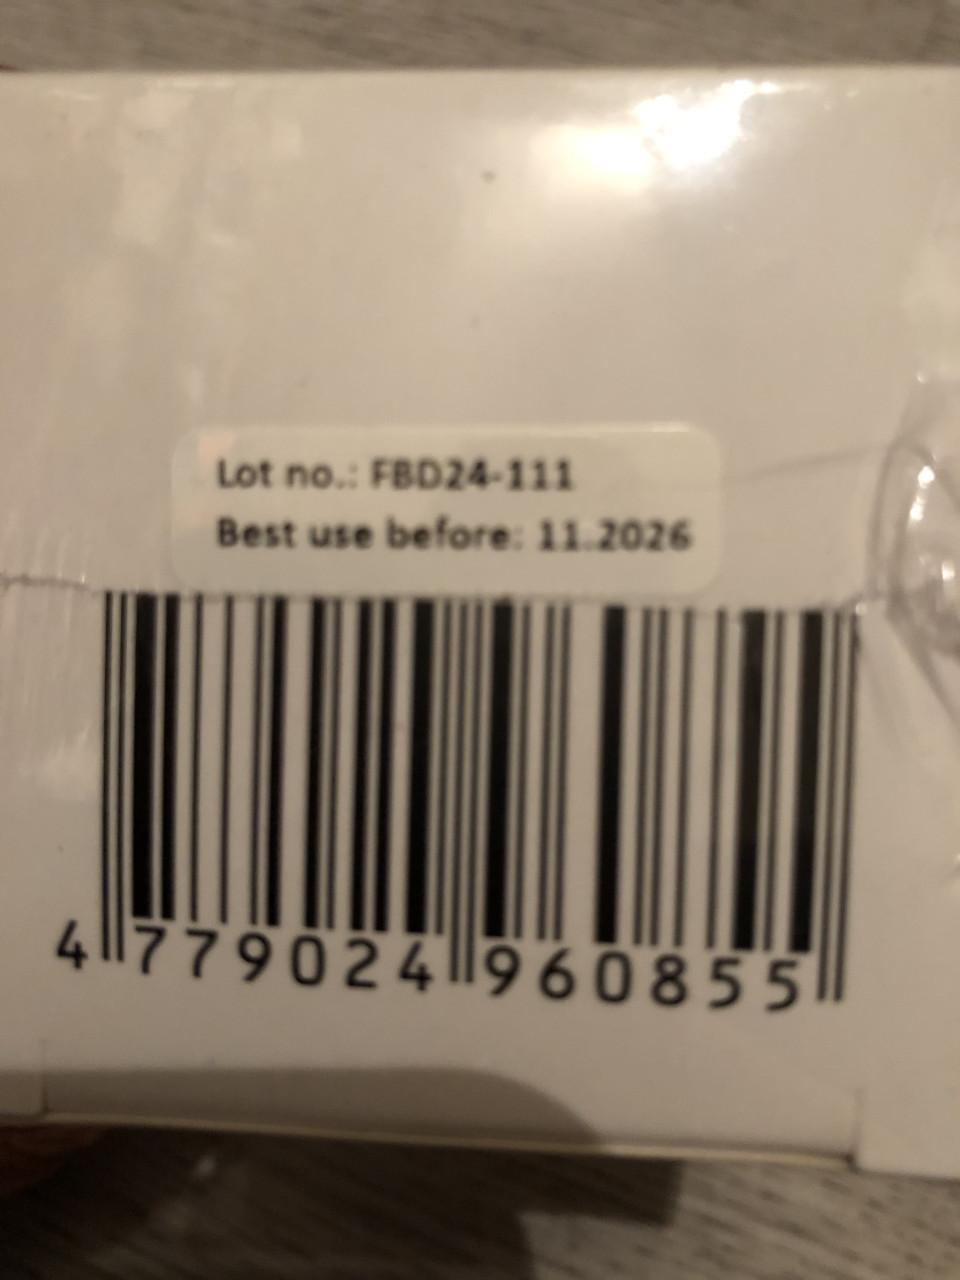 Lot no.: FBD24-111
Best use before: 11.2026
4 779024 960855